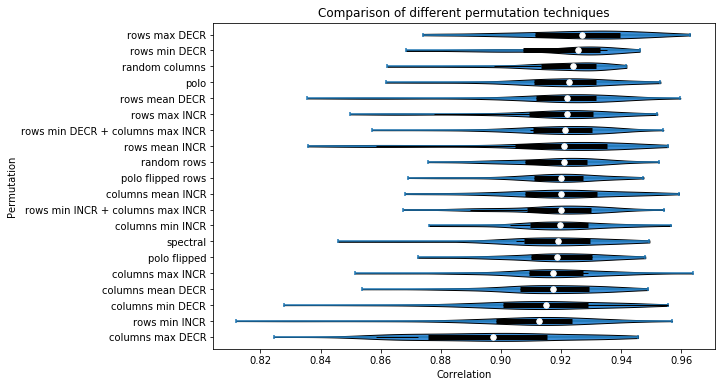 Comparison of different permutation techniques
Permutation
rows max DECR
rows min DECR
random columns
polo
rows mean DECR
rows max INCR
rows min DECR + columns max INCR
rows mean INCR
random rows
polo flipped rows
columns mean INCR
rows min INCR + columns max INCR
columns min INCR
spectral
polo flipped
columns max INCR
columns mean DECR
columns min DECR
rows min INCR
columns max DECR
0.82 0.84 0.86 0.88 0.90 0.92 0.94 0.96
Correlation